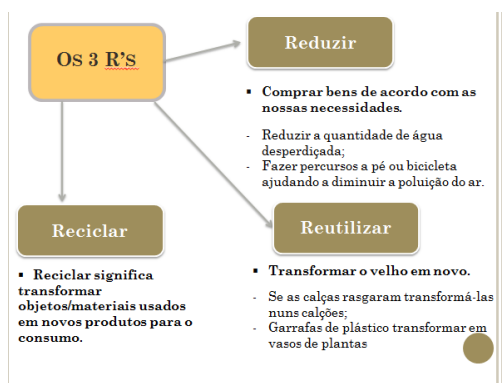 Os 3 R's
Reduzir
▪ Comprar bens de acordo com as
nossas necessidades.
- Reduzir a quantidade de água
desperdiçada;
- Fazer percursos a pé ou bicicleta
ajudando a diminuir a poluição do ar.
Reciclar
▪ Reciclar significa
transformar
objetos/materiais usados
em novos produtos para o
consumo.
Reutilizar
▪ Transformar o velho em novo.
- Se as calças rasgaram transformá-las
nuns calções;
- Garrafas de plástico transformar em
vasos de plantas